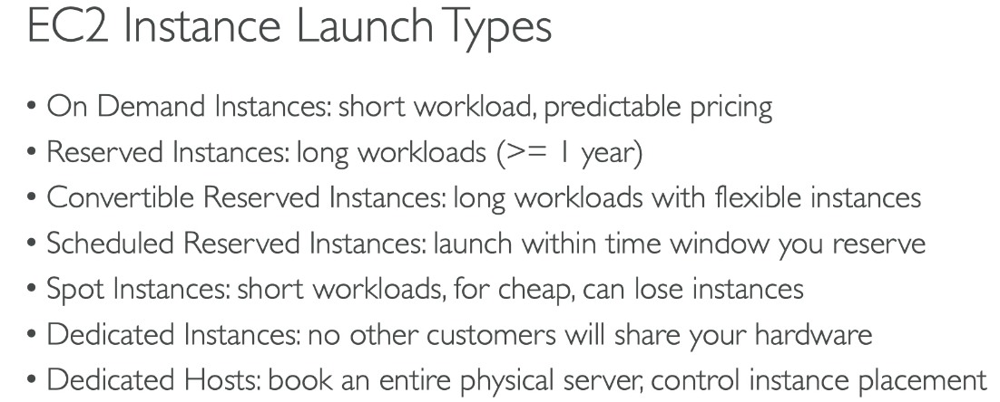 EC2 Instance Launch Types
• On Demand Instances: short workload, predictable pricing
• Reserved Instances: long workloads (>= 1 year)
• Convertible Reserved Instances: long workloads with flexible instances
• Scheduled Reserved Instances: launch within time window you reserve
• Spot Instances: short workloads, for cheap, can lose instances
• Dedicated Instances: no other customers will share your hardware
• Dedicated Hosts: book an entire physical server, control instance placement